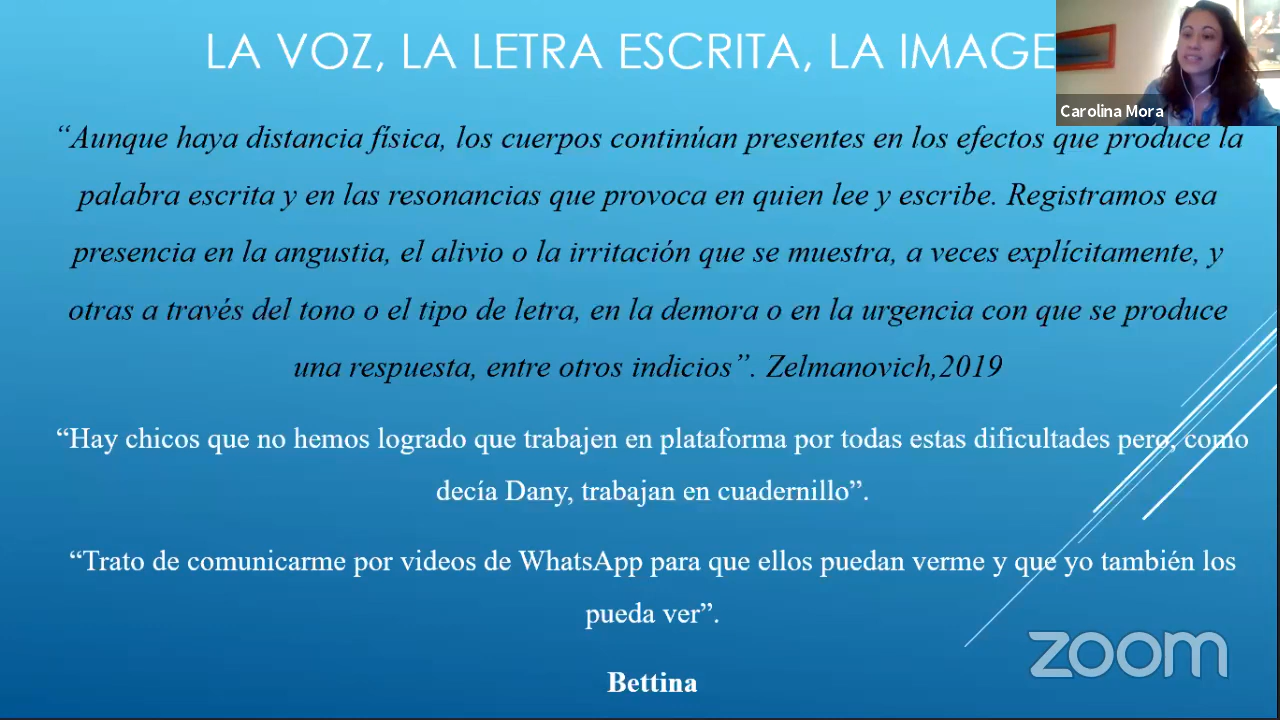 LA VOZ, LA LETRA ESCRITA, LA IMAGE
Carolina Mora
“Aunque haya distancia física, los cuerpos continúan presentes en los efectos que produce la
palabra escrita y en las resonancias que provoca en quien lee y escribe. Registramos esa
presencia en la angustia, el alivio o la irritación que se muestra, a veces explícitamente, y
otras a través del tono o el tipo de letra, en la demora o en la urgencia con que se produce
una respuesta, entre otros indicios”. Zelmanovich,2019
“Hay chicos que no hemos logrado que trabajen en plataforma por todas estas dificultades pero, como
decía Dany, trabajan en cuadernillo”.
“Trato de comunicarme por videos de WhatsApp para que ellos puedan verme y que yo también los
pueda ver”.
zoom
Bettina